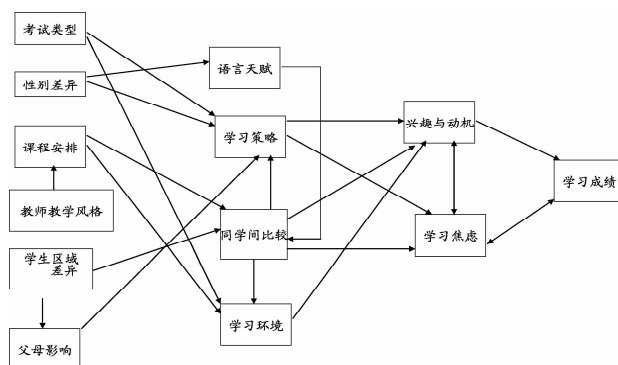 考试类型
性别差异
课程安排
教师教学风格
学生区域
差异
父母影响
语言天赋
学习策略
同学间比较
学习环境
兴趣与动机
学习焦虑
学习成绩